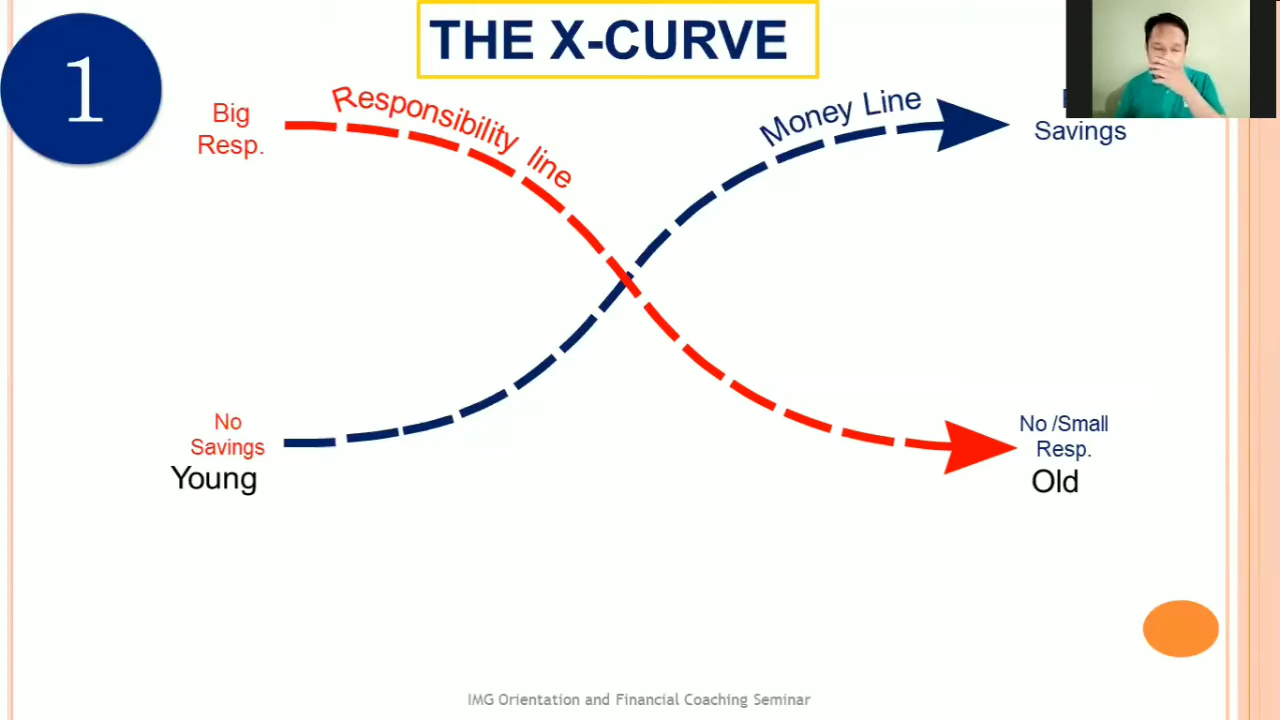 1
THE X-CURVE
Big
Resp.
Responsibility line
Money Line
Savings
No
Savings
Young
No /Small
Resp.
Old
IMG Orientation and Financial Coaching Seminar